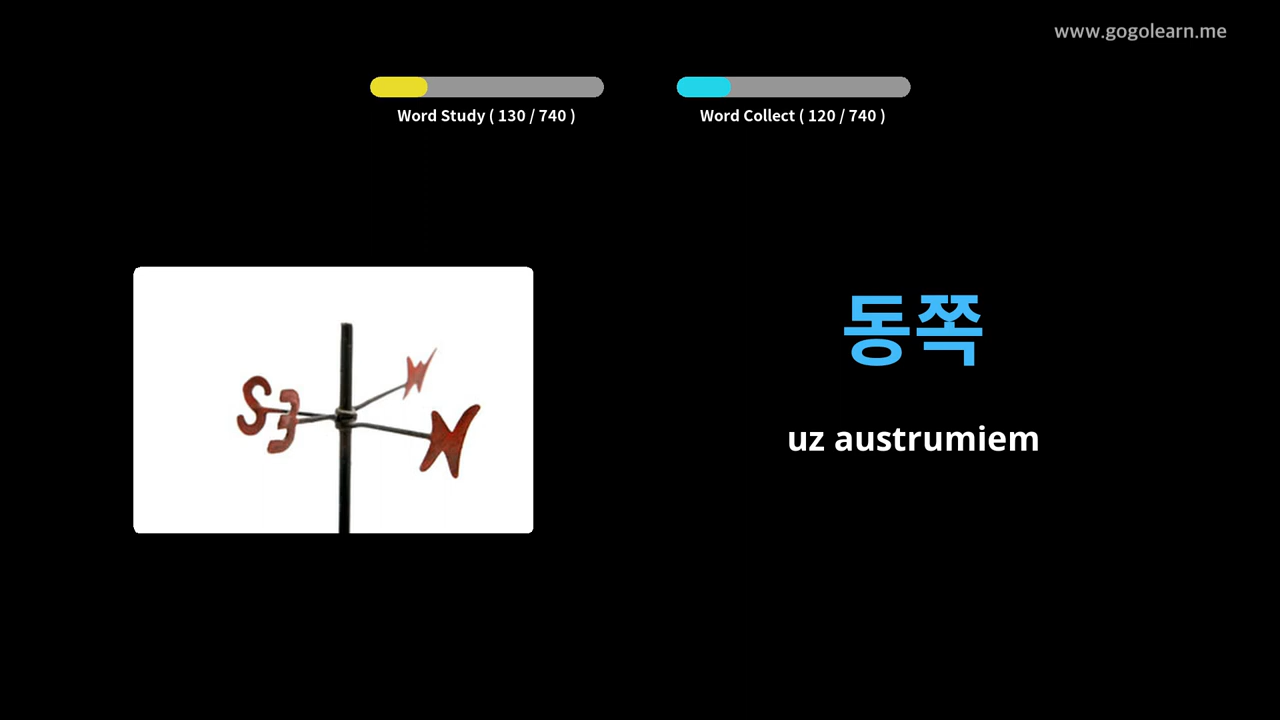 www.gogolearn.me
Word Study ( 130 / 740 )
Word Collect ( 120 / 740 )
S E W N
동쪽
uz austrumiem